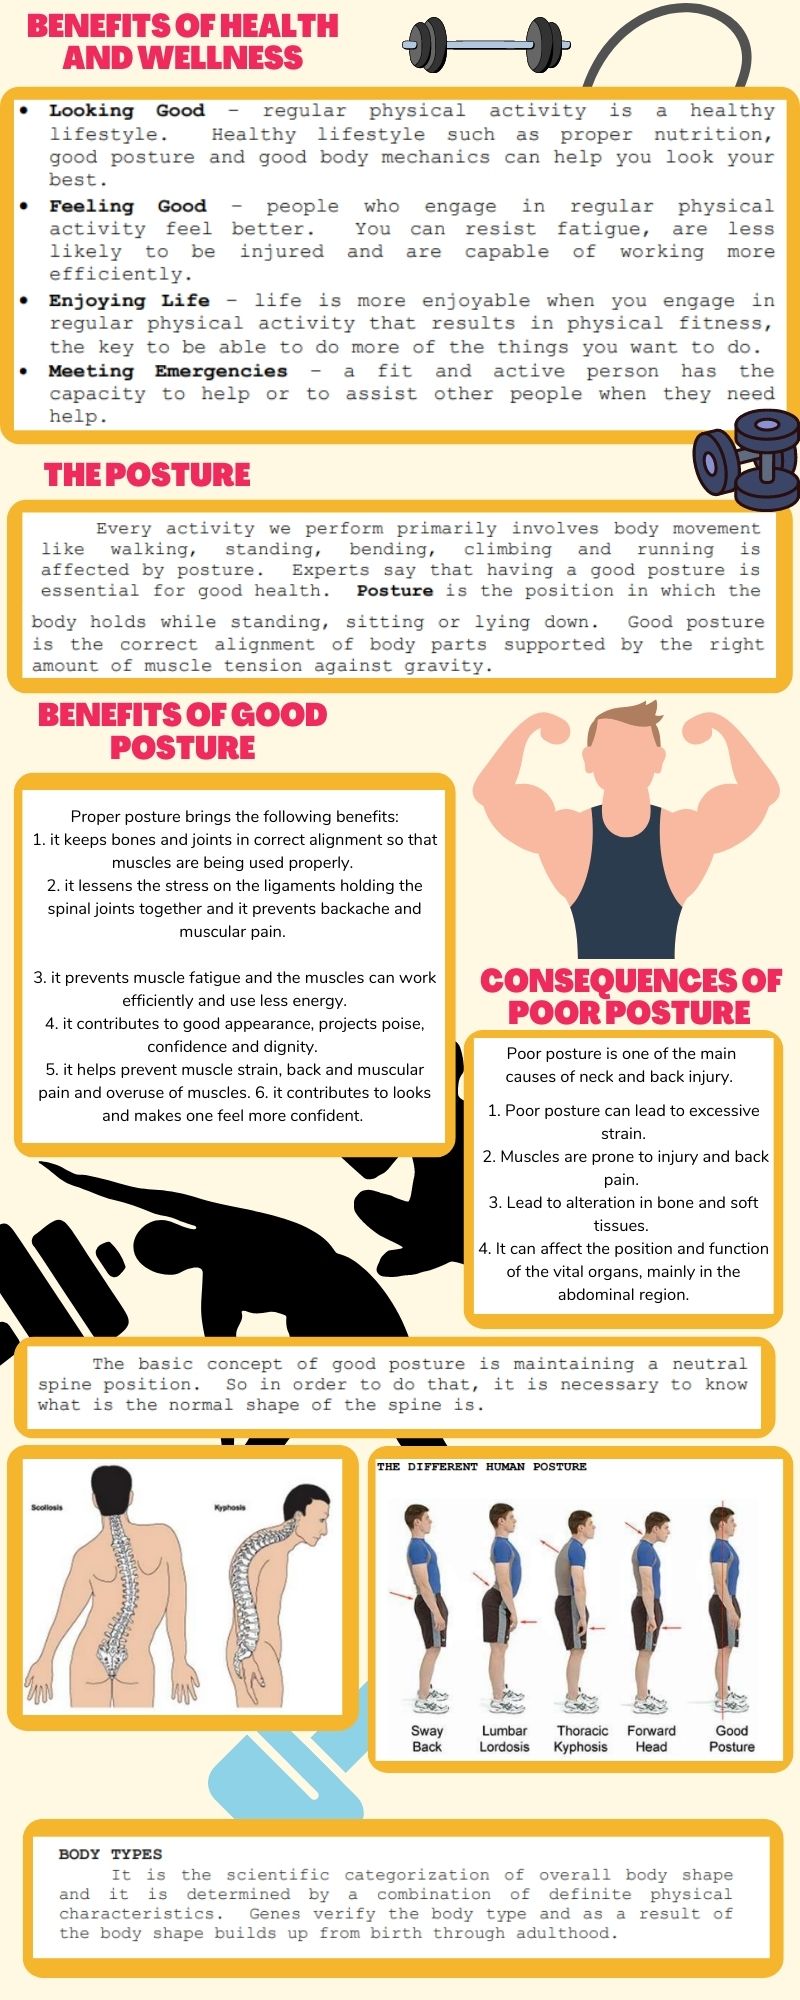 BENEFITS OF HEALTH
AND WELLNESS
• Looking Good – regular physical activity is a healthy
lifestyle. Healthy lifestyle such as proper nutrition,
good posture and good body mechanics can help you look your
best.
• Feeling Good – people who engage in regular physical
activity feel better. You can resist fatigue, are less
likely to be injured and are capable of working more
efficiently.
• Enjoying Life – life is more enjoyable when you engage in
regular physical activity that results in physical fitness,
the key to be able to do more of the things you want to do.
• Meeting Emergencies – a fit and active person has the
capacity to help or to assist other people when they need
help.
THE POSTURE
Every activity we perform primarily involves body movement
like walking, standing, bending, climbing and running is
affected by posture. Experts say that having a good posture is
essential for good health. Posture is the position in which the
body holds while standing, sitting or lying down. Good posture
is the correct alignment of body parts supported by the right
amount of muscle tension against gravity.
BENEFITS OF GOOD
POSTURE
Proper posture brings the following benefits:
1. it keeps bones and joints in correct alignment so that
muscles are being used properly.
2. it lessens the stress on the ligaments holding the
spinal joints together and it prevents backache and
muscular pain.
3. it prevents muscle fatigue and the muscles can work
efficiently and use less energy.
4. it contributes to good appearance, projects poise,
confidence and dignity.
5. it helps prevent muscle strain, back and muscular
pain and overuse of muscles. 6. it contributes to looks
and makes one feel more confident.
CONSEQUENCES OF
POOR POSTURE
Poor posture is one of the main
causes of neck and back injury.
1. Poor posture can lead to excessive
strain.
2. Muscles are prone to injury and back
pain.
3. Lead to alteration in bone and soft
tissues.
4. It can affect the position and function
of the vital organs, mainly in the
abdominal region.
The basic concept of good posture is maintaining a neutral
spine position. So in order to do that, it is necessary to know
what is the normal shape of the spine is.
Scoliosis
Kyphosis
THE DIFFERENT HUMAN POSTURE
Sway
Back
Lumbar
Lordosis
Thoracic
Kyphosis
Forward
Head
Good
Posture
BODY TYPES
It is the scientific categorization of overall body shape
and it is determined by a combination of definite physical
characteristics. Genes verify the body type and as a result of
the body shape builds up from birth through adulthood.